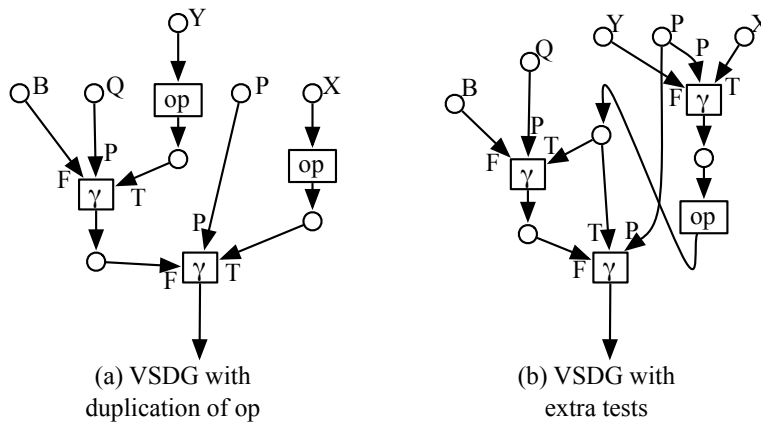 Y
B Q op P X
P op
F γ T
P
F γ T
Y P X
Q P
B F γ T
P T
F γ op
T P
F γ
(a) VSDG with
duplication of op
(b) VSDG with
extra tests